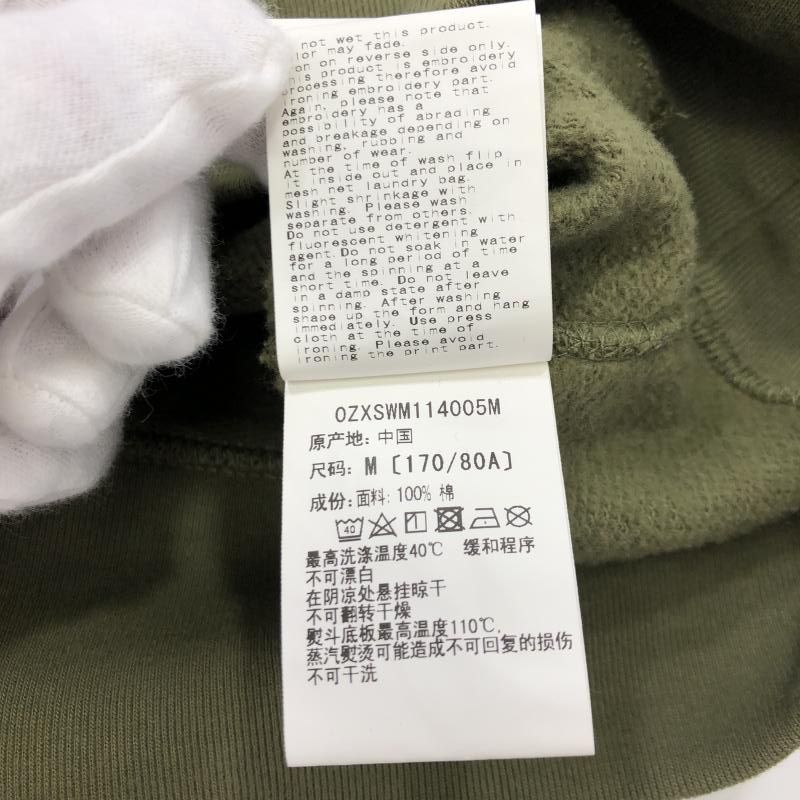 not wet this product.
may fade.
on reverse side only.
this product is embroidery
processing therefore avoid
ironing embroidery part.
Again, please note that
embroidery has a
possibility of abrading
and breakage depending on
washing, rubbing and
number of wear.
At the time of wash flip
it inside out and place in
mesh net laundry bag.
Slight shrinkage with
washing. Please wash
separate from others.
Do not use detergent with
fluorescent whitening
agent.Do not soak in water
for a long period of time
and the spinning at a
short time. Do not leave
in a damp state after
spinning. After washing
shape up the form and hang
immediately. Use press
cloth at the time of
ironing. Please avoid
ironing the print part.
OZXSWM114005M
原产地: 中国
尺码: M [170/80A]
成份: 面料: 100% 棉
40
最高洗涤温度40℃ 缓和程序
不可漂白
在阴凉处悬挂晾干
不可翻转干燥
熨斗底板最高温度110℃,
蒸汽熨烫可能造成不可回复的损伤
不可干洗